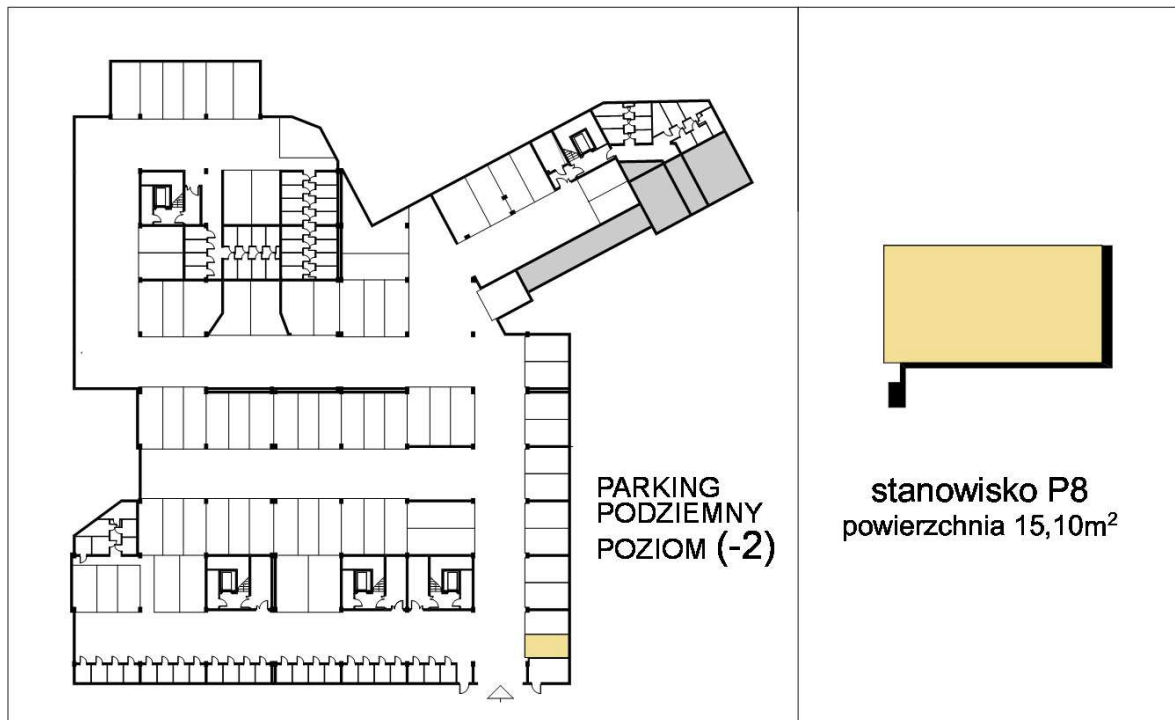 PARKING
PODZIEMNY
POZIOM (-2)
stanowisko P8
powierzchnia 15,10m²